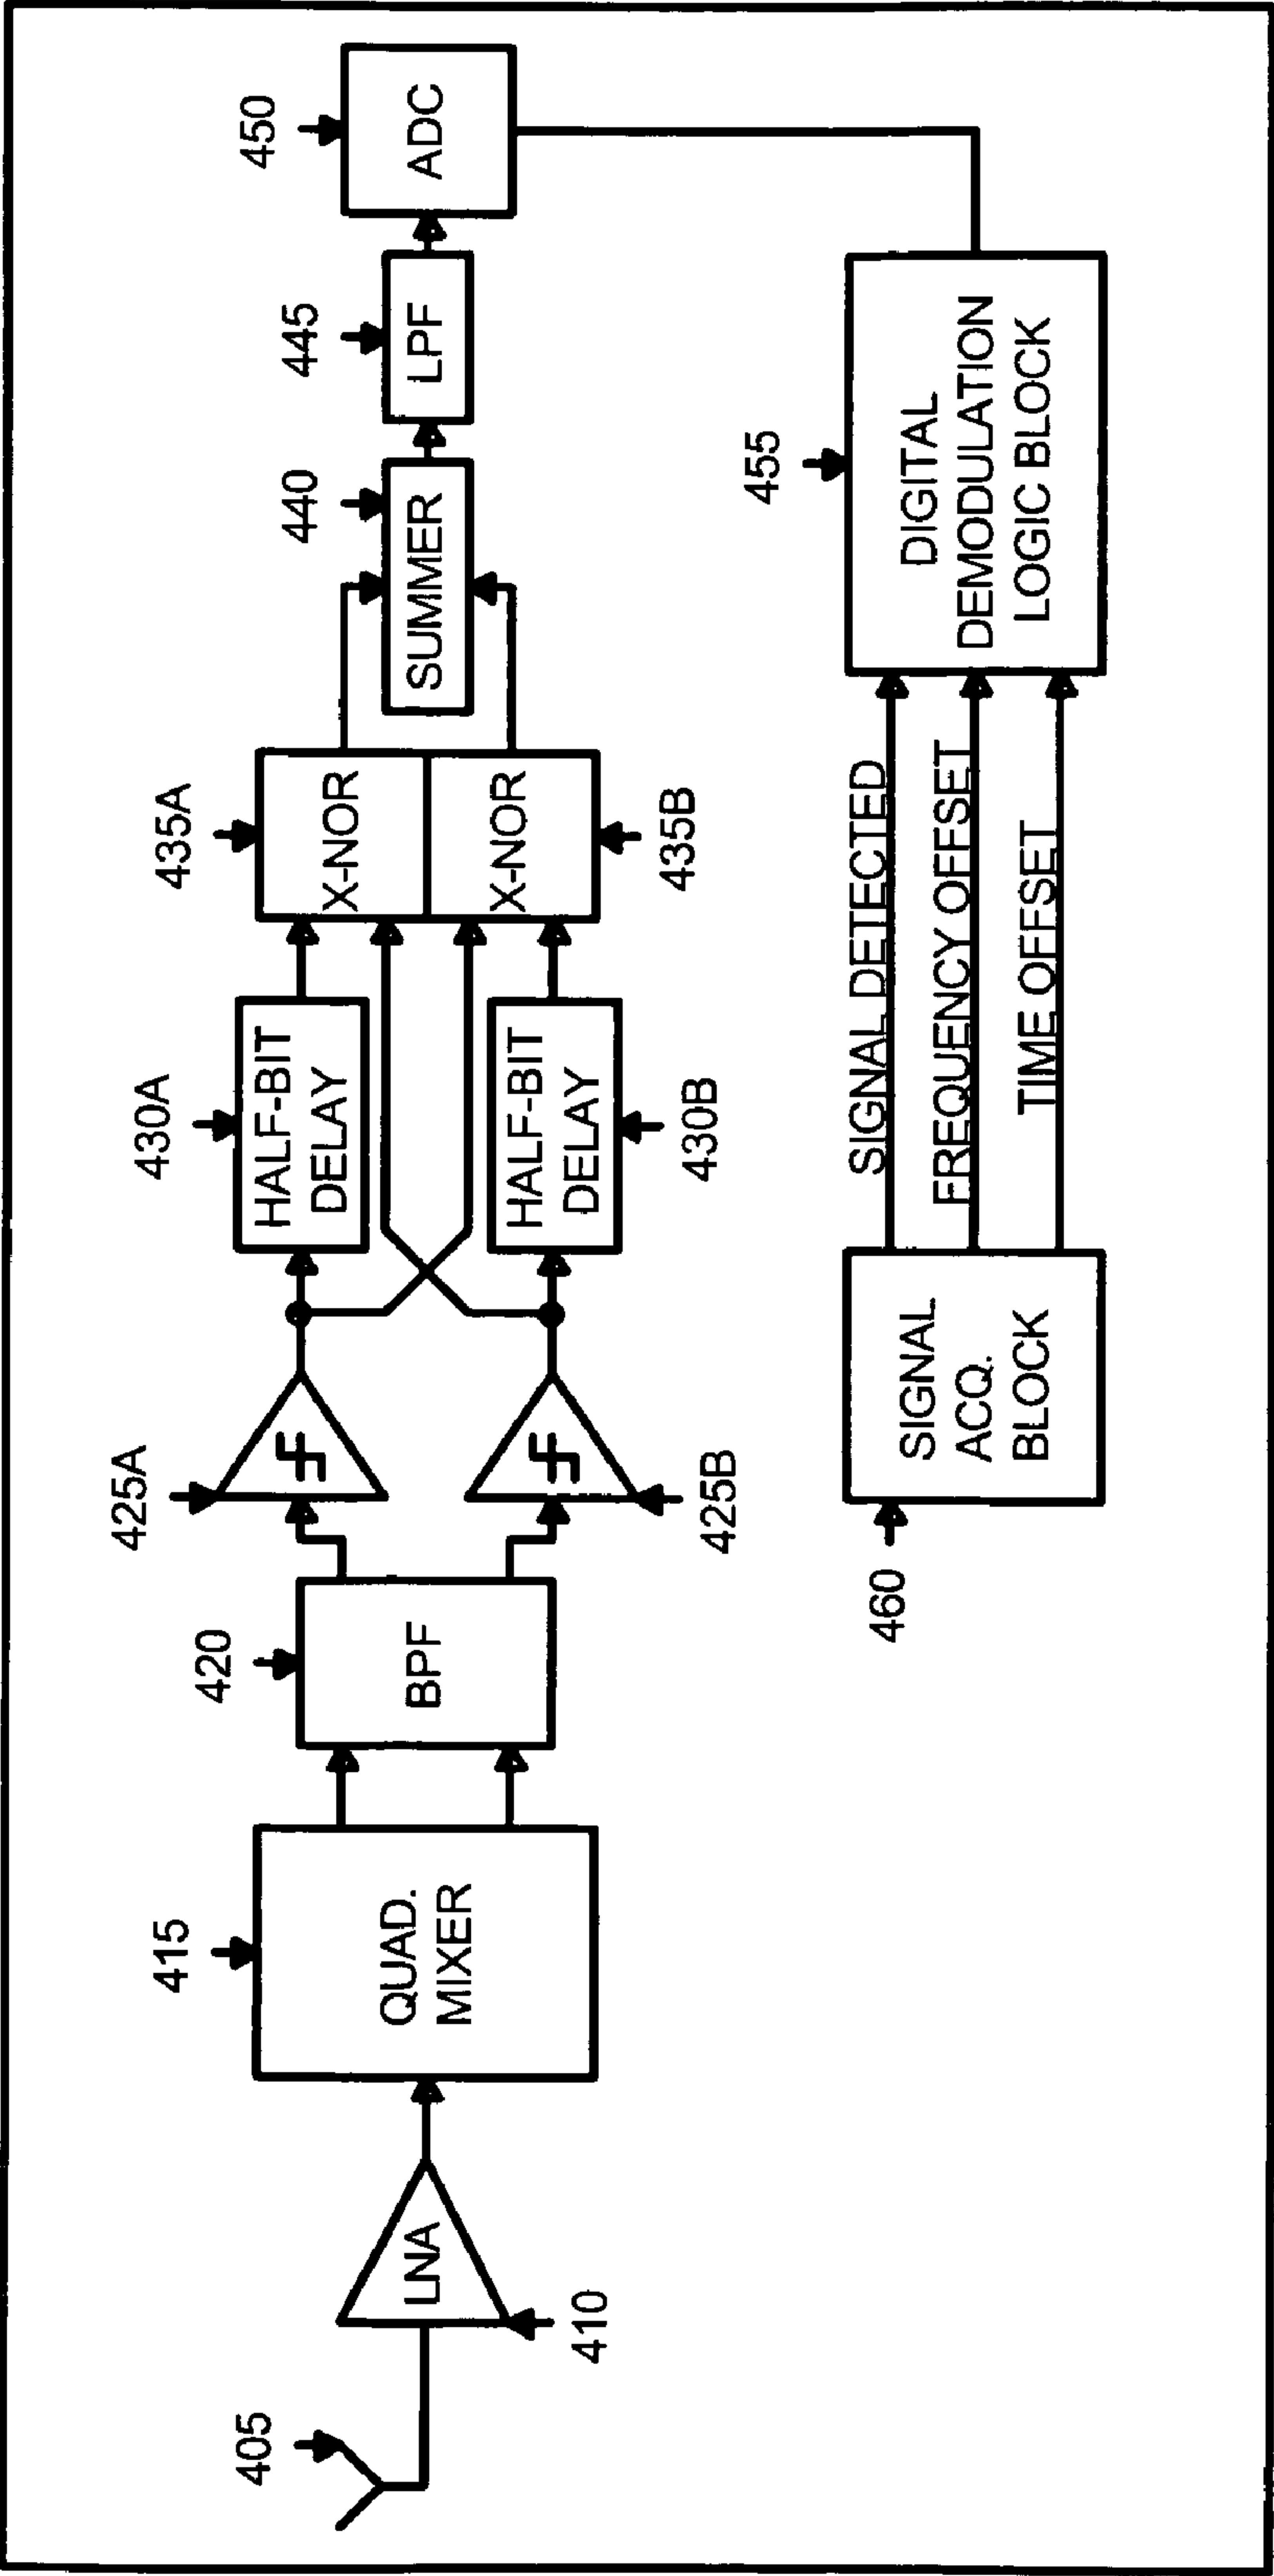 405
410
LNA
415
QUAD.
MIXER
420
BPF
425A
425B
430A
HALF-BIT
DELAY
HALF-BIT
DELAY
430B
435A
X-NOR
X-NOR
435B
440
SUMMER
445
LPF
450
ADC
460
SIGNAL
ACQ.
BLOCK
SIGNAL DETECTED
FREQUENCY OFFSET
TIME OFFSET
455
DIGITAL
DEMODULATION
LOGIC BLOCK